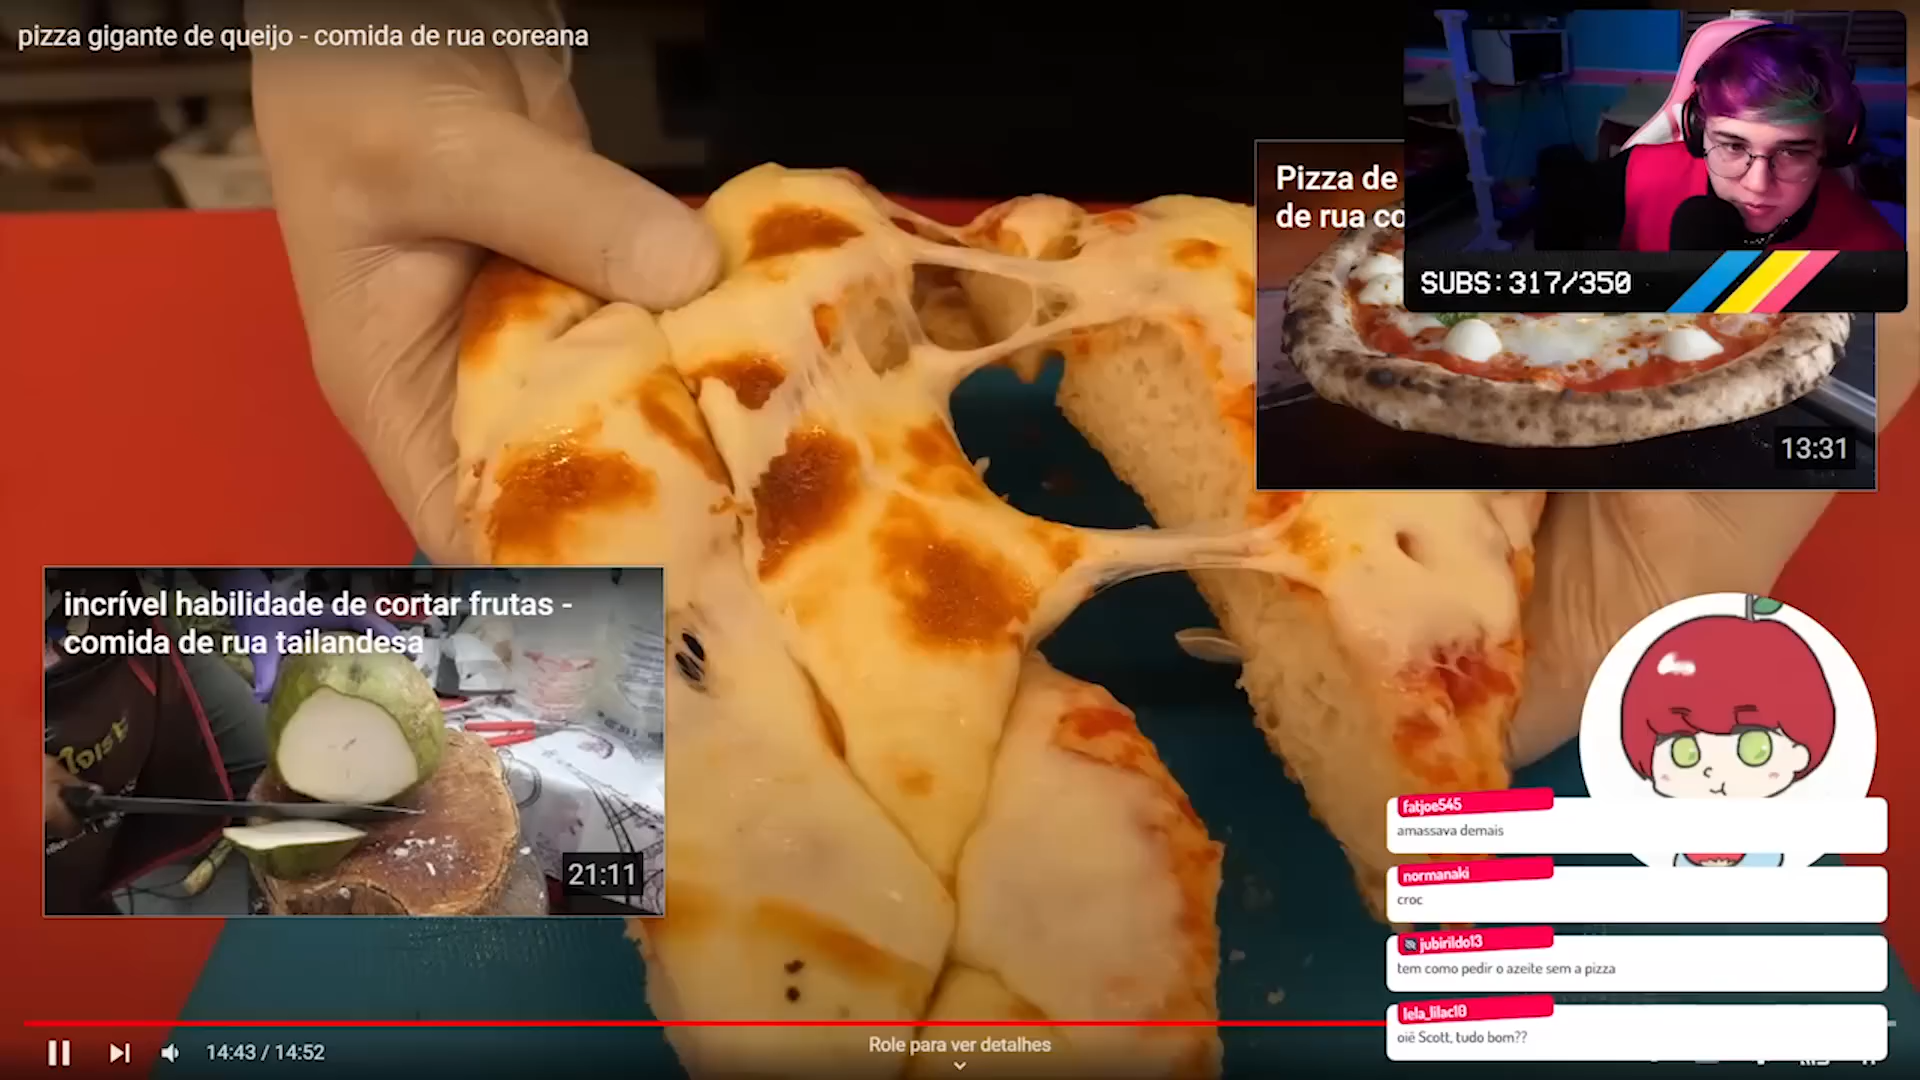 pizza gigante de queijo - comida de rua coreana
Pizza de
de rua co
SUBS: 317/350
13:31
incrível habilidade de cortar frutas -
comida de rua tailandesa
21:11
fatjoe545
amassava demais
normanaki
croc
jubirildo13
tem como pedir o azeite sem a pizza
lela_lilac10
oiê Scott, tudo bom??
14:43 / 14:52
Role para ver detalhes